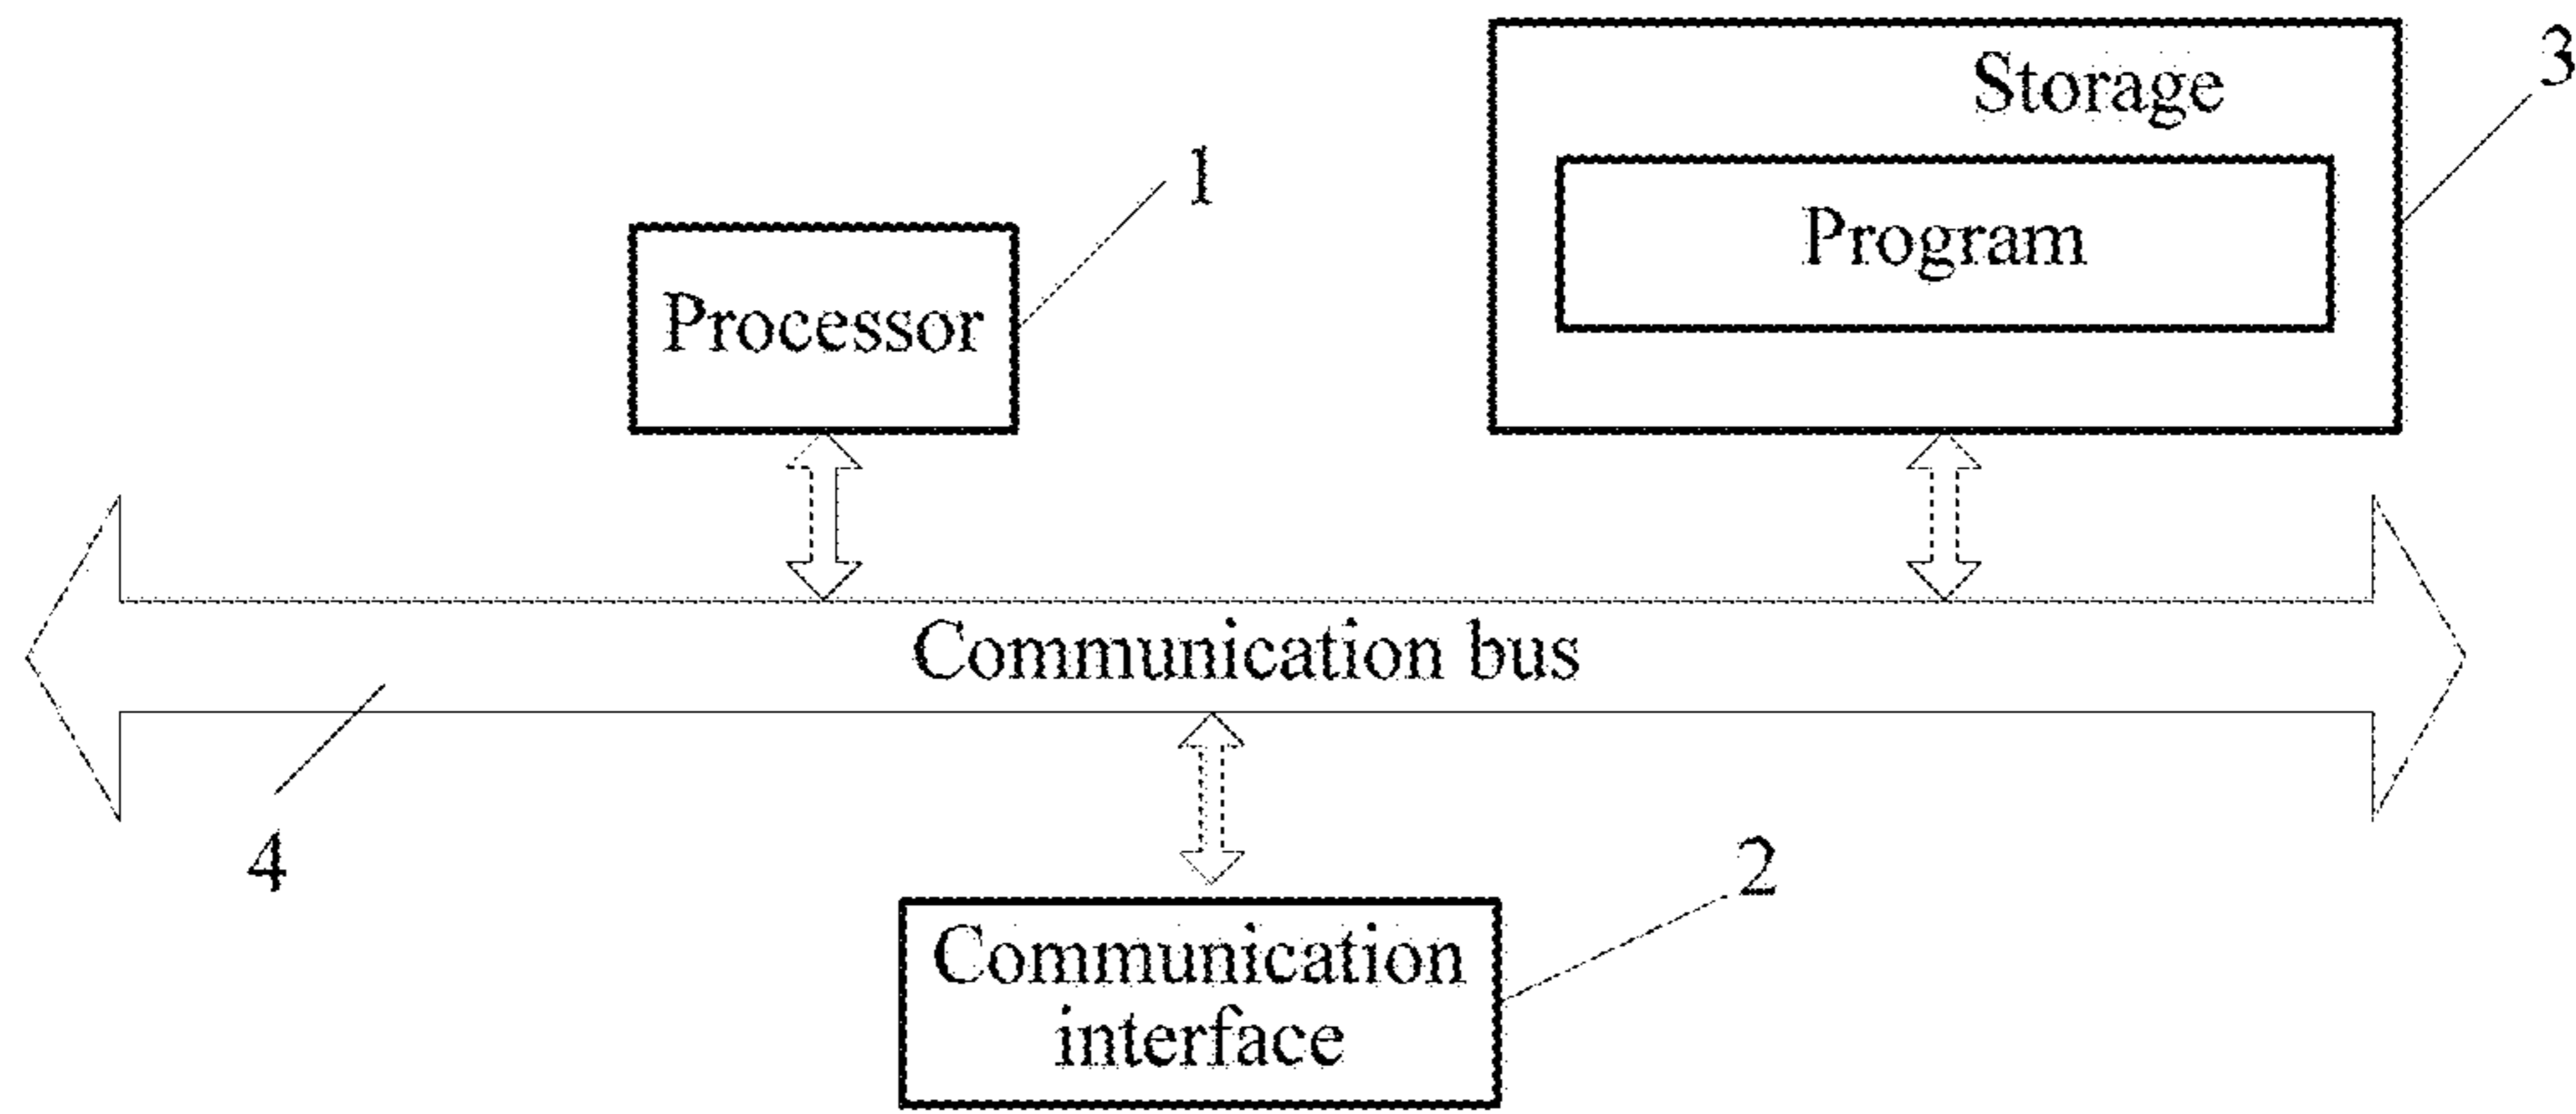 Storage
3
Program
1
Processor
Communication bus
4
2
Communication
interface